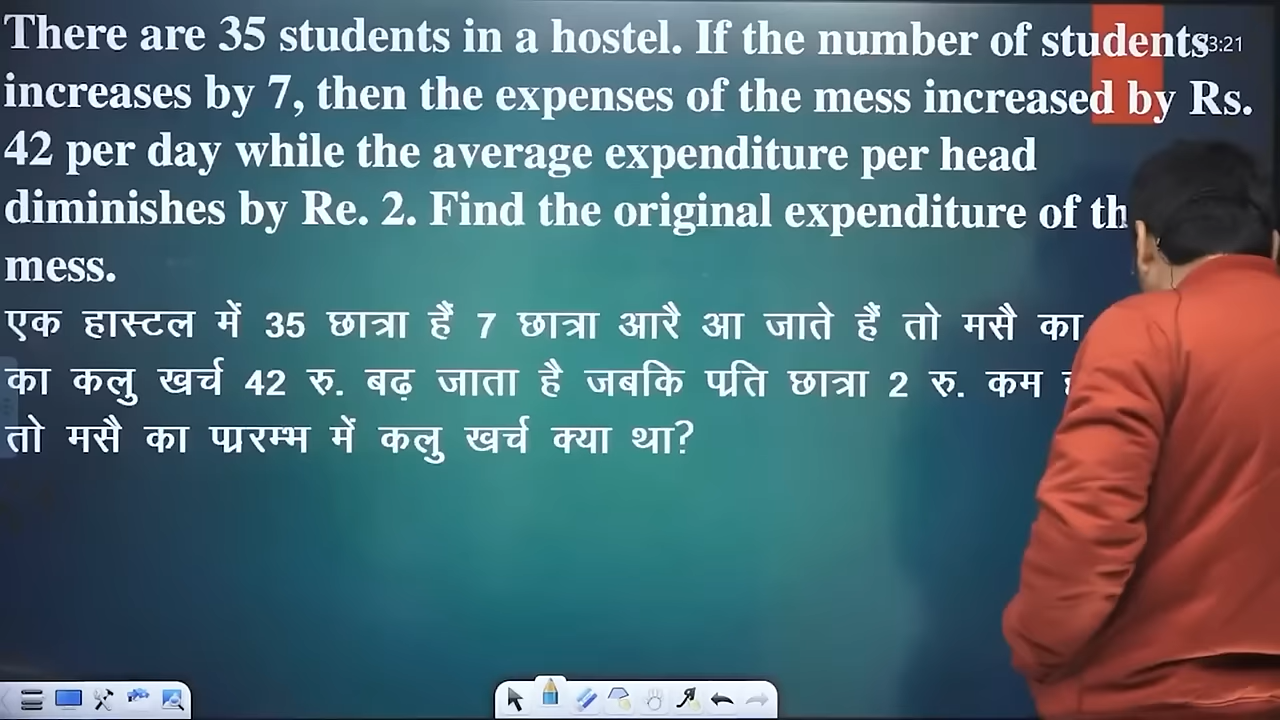 There are 35 students in a hostel. If the number of students
3:21
increases by 7, then the expenses of the mess increased by Rs.
42 per day while the average expenditure per head
diminishes by Re. 2. Find the original expenditure of th
mess.
एक हास्टल में 35 छात्रा हैं 7 छात्रा आरै आ जाते हैं तो मसै का
का कलु खर्च 42 रु. बढ़ जाता है जबकि प्रति छात्रा 2 रु. कम
तो मसै का प्रारम्भ में कलु खर्च क्या था?